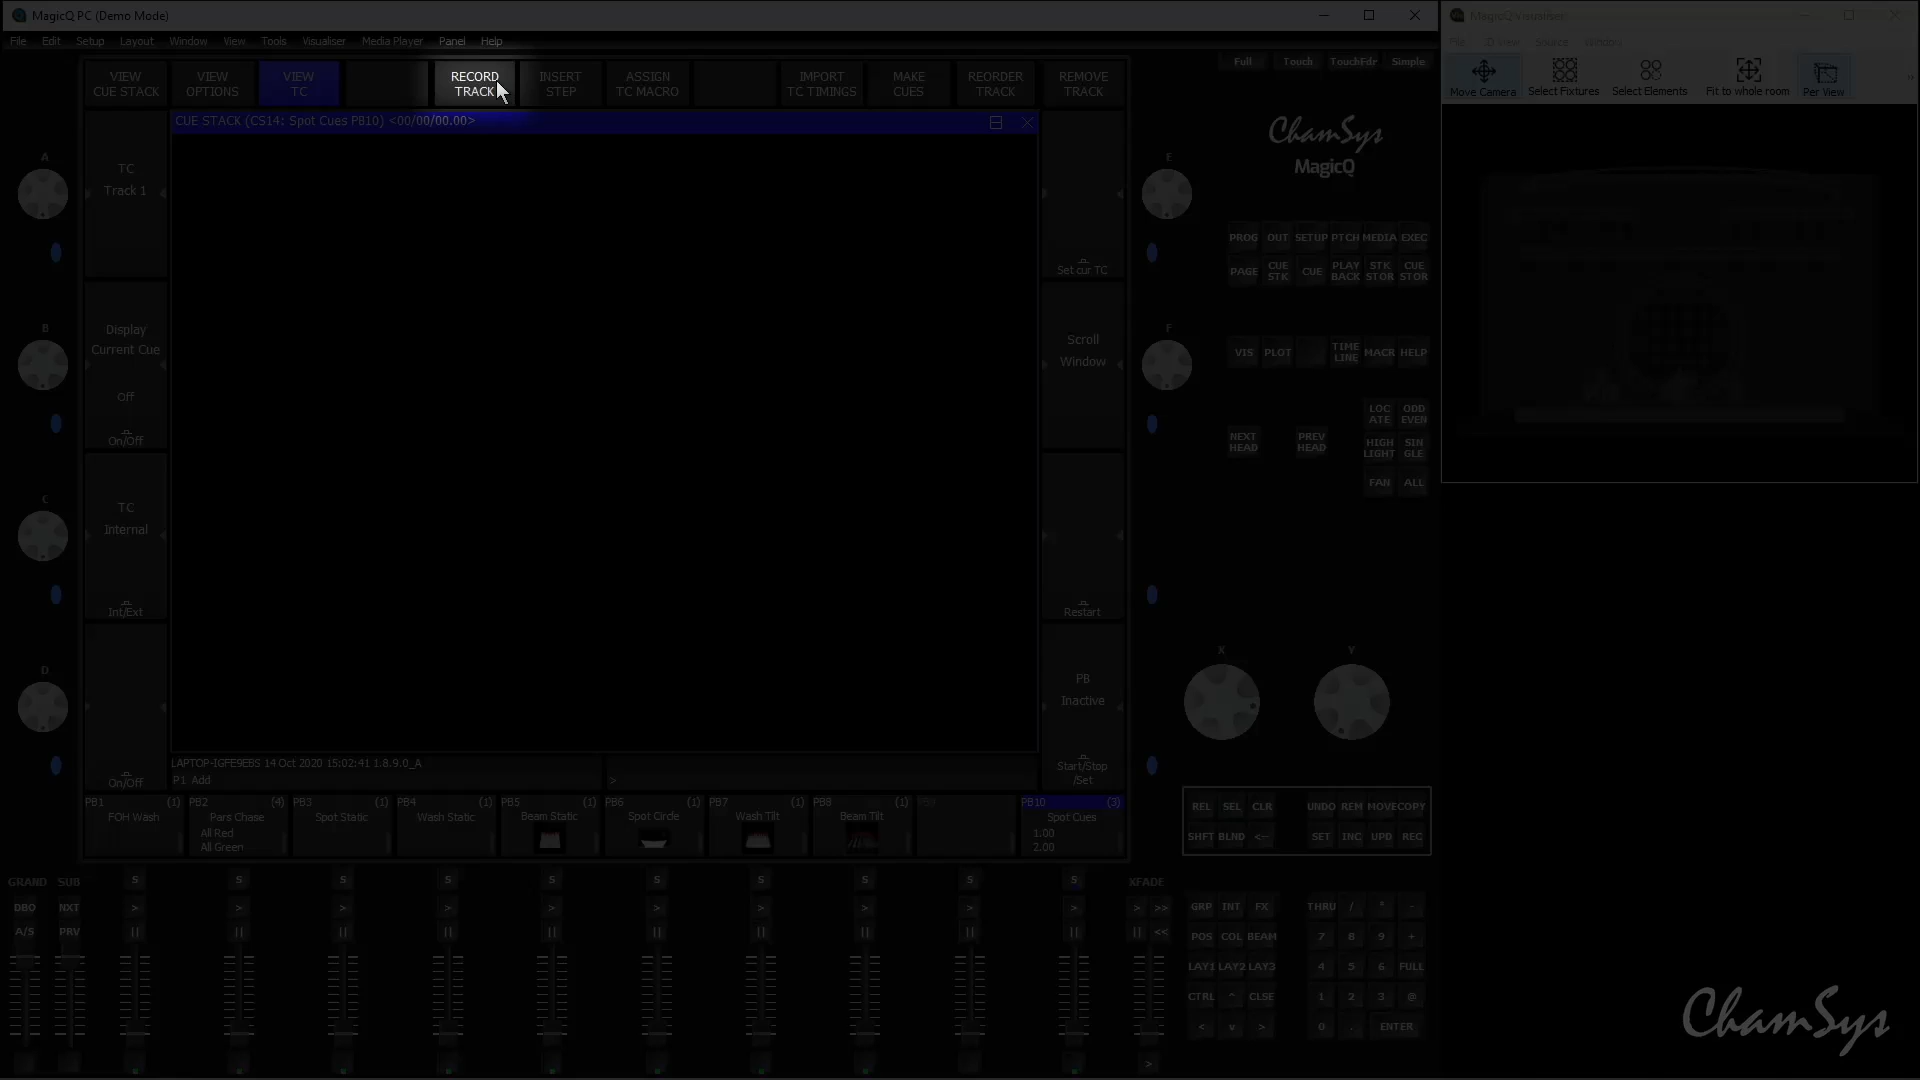 MagicQ PC (Demo Mode)
MagicQ Visualiser
File Edit Setup Layout Window View Tools Visualiser Media Player Panel Help
File 3D View Source Window
VIEW CUE STACK
VIEW OPTIONS
VIEW TC
RECORD TRACK
INSERT STEP
ASSIGN TC MACRO
IMPORT TC TIMINGS
MAKE CUES
REORDER TRACK
REMOVE TRACK
Full Touch TouchFdr Simple
Move Camera Select Fixtures Select Elements Fit to whole room Per View
CUE STACK (CS14: Spot Cues PB10) <00/00/00.00>
ChamSys
MagicQ
A
TC
Track 1
B
Display
Current Cue
Off
On/Off
C
TC
Internal
Int/Ext
D
On/Off
E
Set cur TC
F
Scroll
Window
Restart
PB
Inactive
Start/Stop
/Set
PROG OUT SETUP PTCH MEDIA EXEC
PAGE CUE STK CUE PLAY BACK STK STOR CUE STOR
VIS PLOT TIME LINE MACR HELP
LOC ATE ODD EVEN
NEXT HEAD PREV HEAD HIGH LIGHT SIN GLE
FAN ALL
X Y
LAPTOP-IGFE9EBS 14 Oct 2020 15:02:41 1.8.9.0_A
P1 Add
>
PB1 (1) PB2 (4) PB3 (1) PB4 (1) PB5 (1) PB6 (1) PB7 (1) PB8 (1) PB9 PB10 (3)
FOH Wash Pars Chase Spot Static Wash Static Beam Static Spot Circle Wash Tilt Beam Tilt Spot Cues
All Red 1.00
All Green 2.00
REL SEL CLR UNDO REM MOVE COPY
SHFT BLND <-- SET INC UPD REC
GRAND SUB S S S S S S S S S S XFADE
DBO NXT > > > > > > > > > > > >>
A/S PRV || || || || || || || || || || || <<
GRP INT FX THRU / * -
POS COL BEAM 7 8 9 +
LAY1 LAY2 LAY3 4 5 6 FULL
CTRL ^ CLSE 1 2 3 @
< v > 0 . ENTER
>
ChamSys